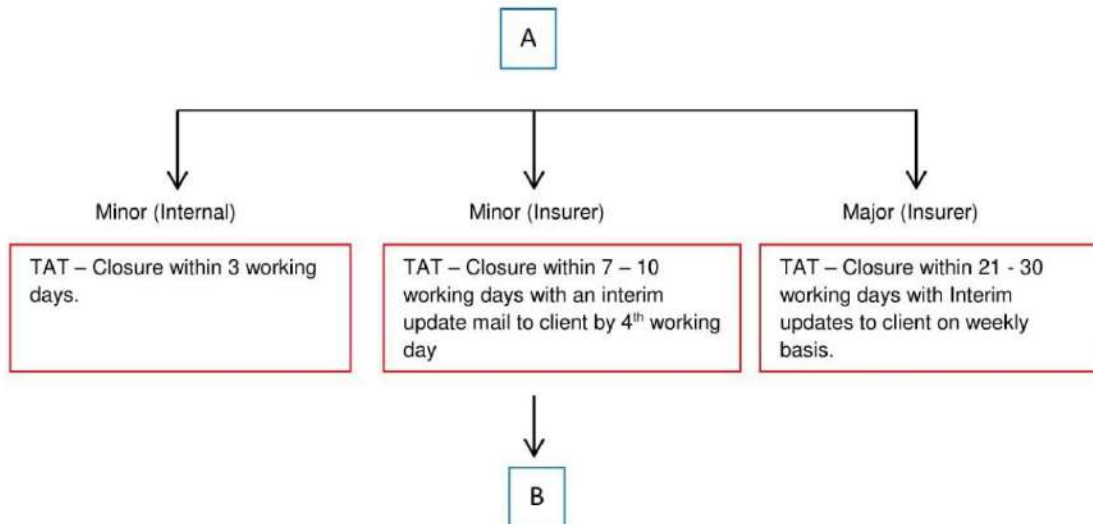 A
Minor (Internal)
Minor (Insurer)
Major (Insurer)
TAT – Closure within 3 working
days.
TAT – Closure within 7 – 10
working days with an interim
update mail to client by 4th working
day
TAT – Closure within 21 - 30
working days with Interim
updates to client on weekly
basis.
B